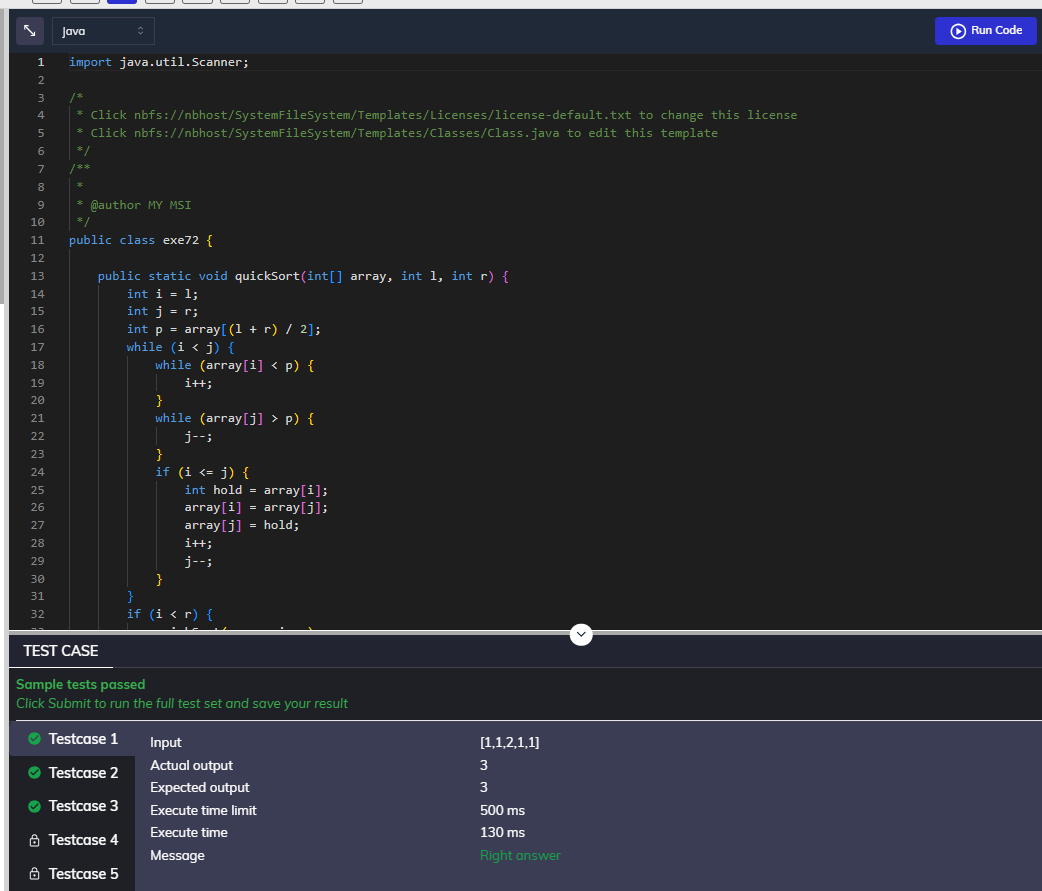 Java
Run Code
1 import java.util.Scanner;
2
3 /*
4 * Click nbfs://nbhost/SystemFileSystem/Templates/Licenses/license-default.txt to change this license
5 * Click nbfs://nbhost/SystemFileSystem/Templates/Classes/Class.java to edit this template
6 */
7 /**
8 *
9 * @author MY MSI
10 */
11 public class exe72 {
12
13 public static void quickSort(int[] array, int l, int r) {
14 int i = l;
15 int j = r;
16 int p = array[(l + r) / 2];
17 while (i < j) {
18 while (array[i] < p) {
19 i++;
20 }
21 while (array[j] > p) {
22 j--;
23 }
24 if (i <= j) {
25 int hold = array[i];
26 array[i] = array[j];
27 array[j] = hold;
28 i++;
29 j--;
30 }
31 }
32 if (i < r) {
TEST CASE
Sample tests passed
Click Submit to run the full test set and save your result
Testcase 1
Testcase 2
Testcase 3
Testcase 4
Testcase 5
Input [1,1,2,1,1]
Actual output 3
Expected output 3
Execute time limit 500 ms
Execute time 130 ms
Message Right answer